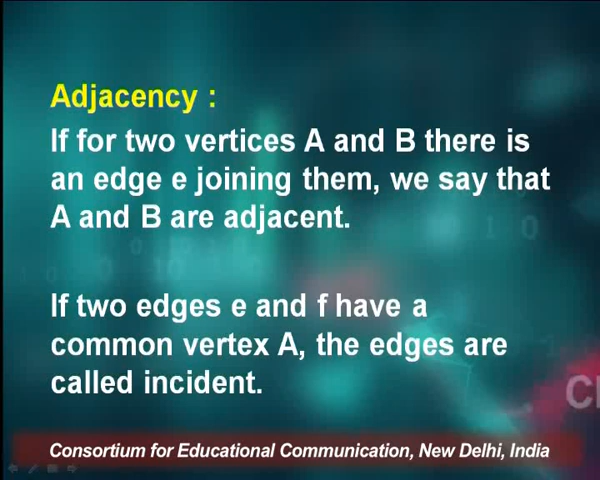 Adjacency :
If for two vertices A and B there is
an edge e joining them, we say that
A and B are adjacent.
If two edges e and f have a
common vertex A, the edges are
called incident.
Consortium for Educational Communication, New Delhi, India